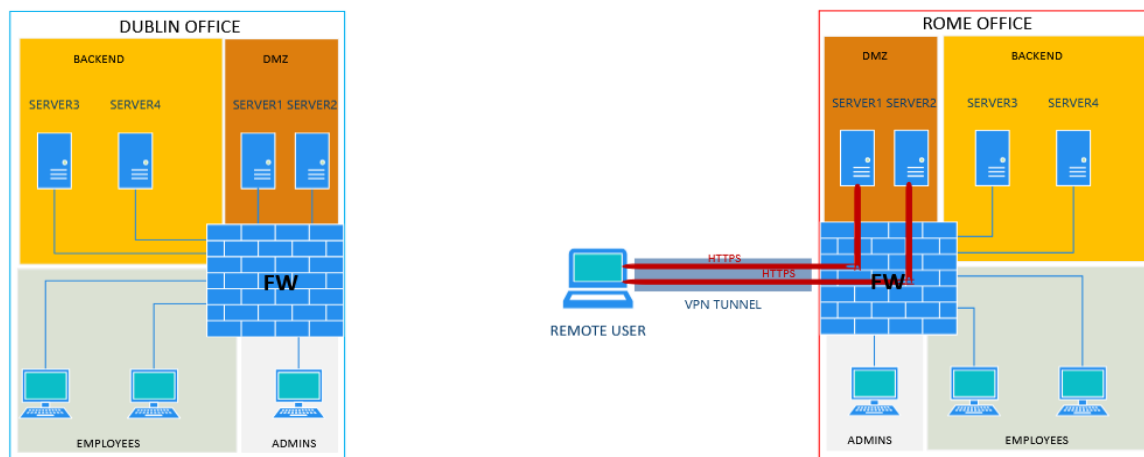 DUBLIN OFFICE
BACKEND
DMZ
SERVER3
SERVER4
SERVER1
SERVER2
FW
EMPLOYEES
ADMINS
HTTPS
HTTPS
VPN TUNNEL
REMOTE USER
ROME OFFICE
DMZ
BACKEND
SERVER1
SERVER2
SERVER3
SERVER4
FW
ADMINS
EMPLOYEES